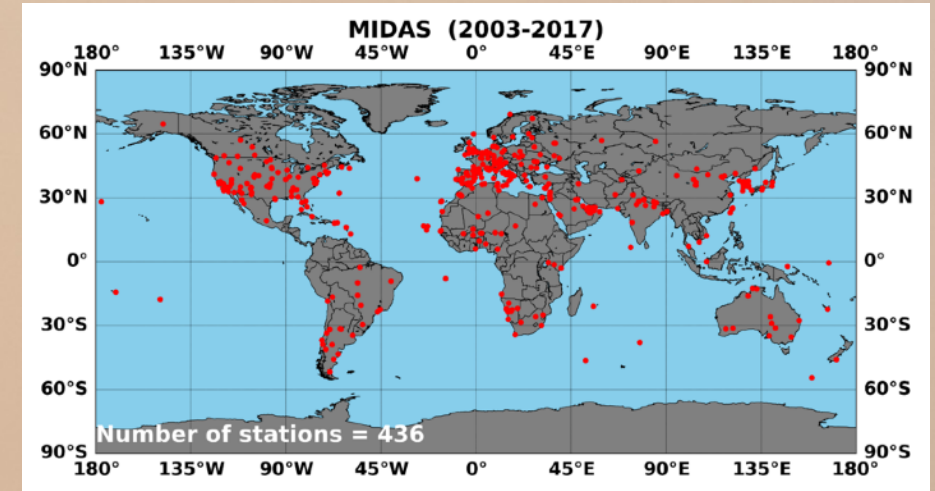 MIDAS (2003-2017)
180° 135°W 90°W 45°W 0° 45°E 90°E 135°E 180°
90°N 90°N
60°N 60°N
30°N 30°N
0° 0°
30°S 30°S
60°S 60°S
Number of stations = 436
90°S 90°S
180° 135°W 90°W 45°W 0° 45°E 90°E 135°E 180°